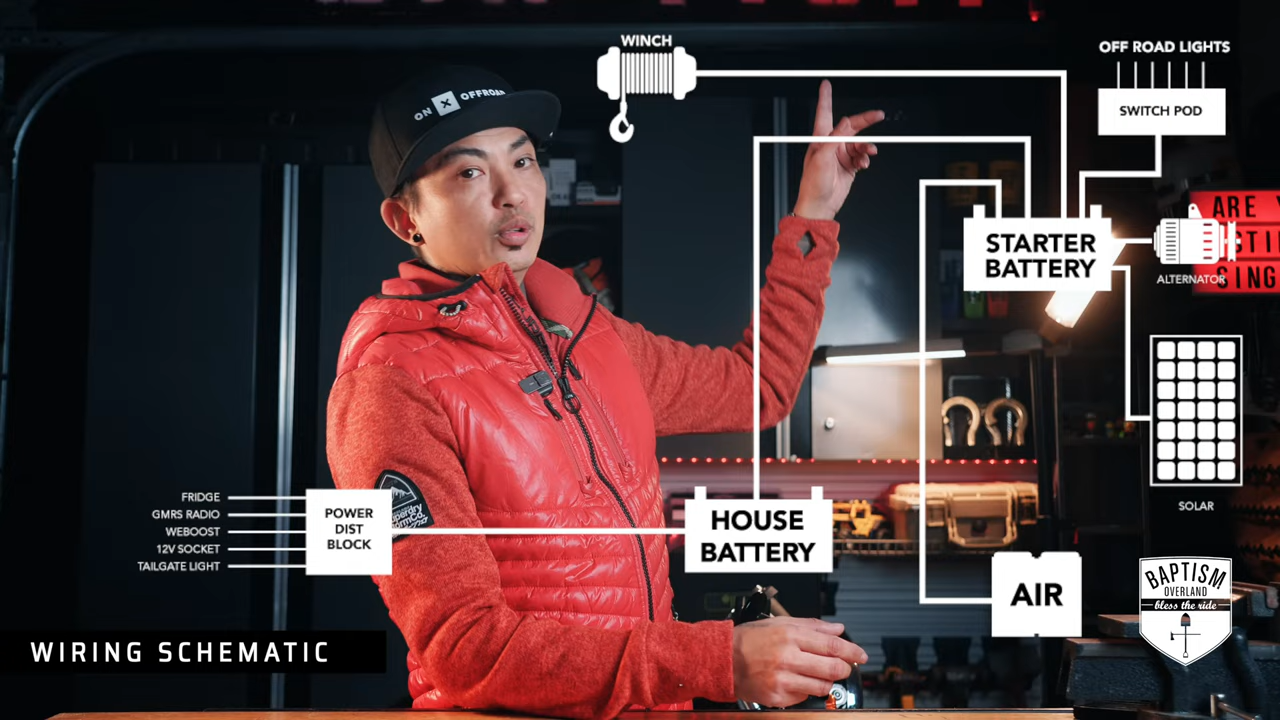 WINCH
OFF ROAD LIGHTS
SWITCH POD
ON X OFFROAD
ARE
STARTER
BATTERY
ALTERNATOR
SING
SOLAR
FRIDGE
GMRS RADIO
WEBOOST
12V SOCKET
TAILGATE LIGHT
POWER
DIST
BLOCK
HOUSE
BATTERY
AIR
BAPTISM
OVERLAND
bless the ride
WIRING SCHEMATIC